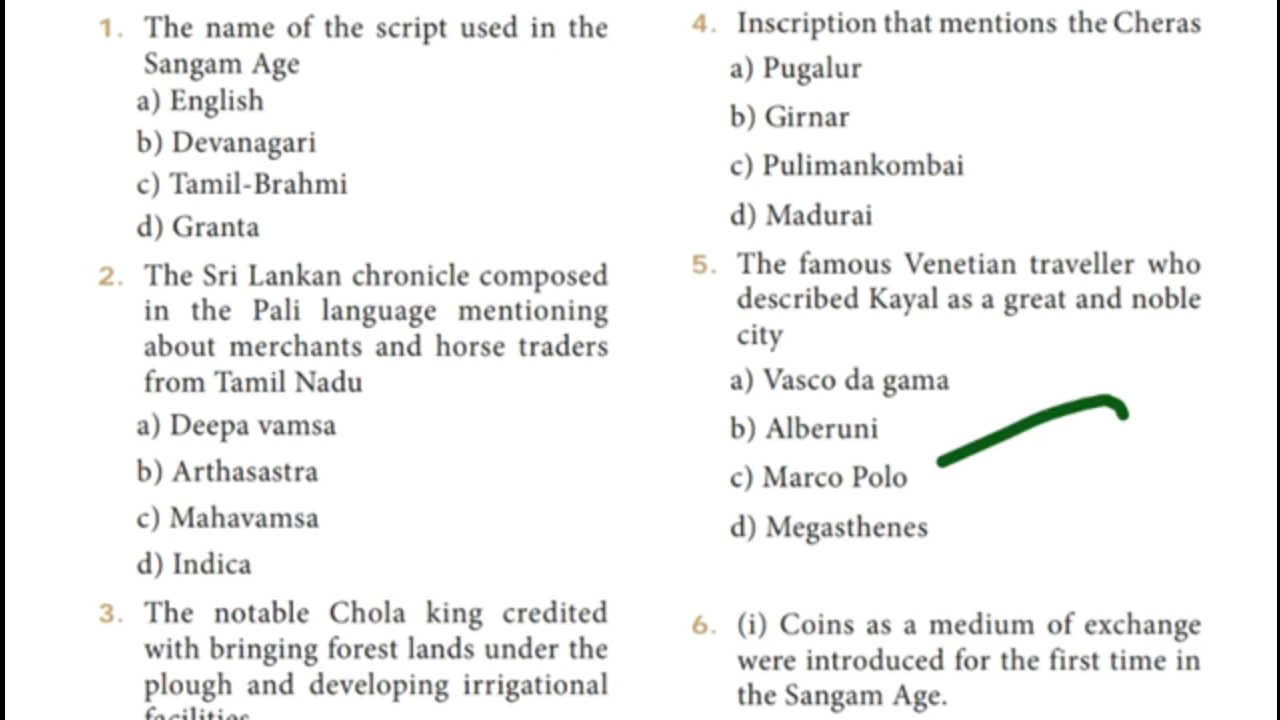 1. The name of the script used in the
Sangam Age
a) English
b) Devanagari
c) Tamil-Brahmi
d) Granta
2. The Sri Lankan chronicle composed
in the Pali language mentioning
about merchants and horse traders
from Tamil Nadu
a) Deepa vamsa
b) Arthasastra
c) Mahavamsa
d) Indica
3. The notable Chola king credited
with bringing forest lands under the
plough and developing irrigational
facilities
4. Inscription that mentions the Cheras
a) Pugalur
b) Girnar
c) Pulimankombai
d) Madurai
5. The famous Venetian traveller who
described Kayal as a great and noble
city
a) Vasco da gama
b) Alberuni
c) Marco Polo
d) Megasthenes
6. (i) Coins as a medium of exchange
were introduced for the first time in
the Sangam Age.